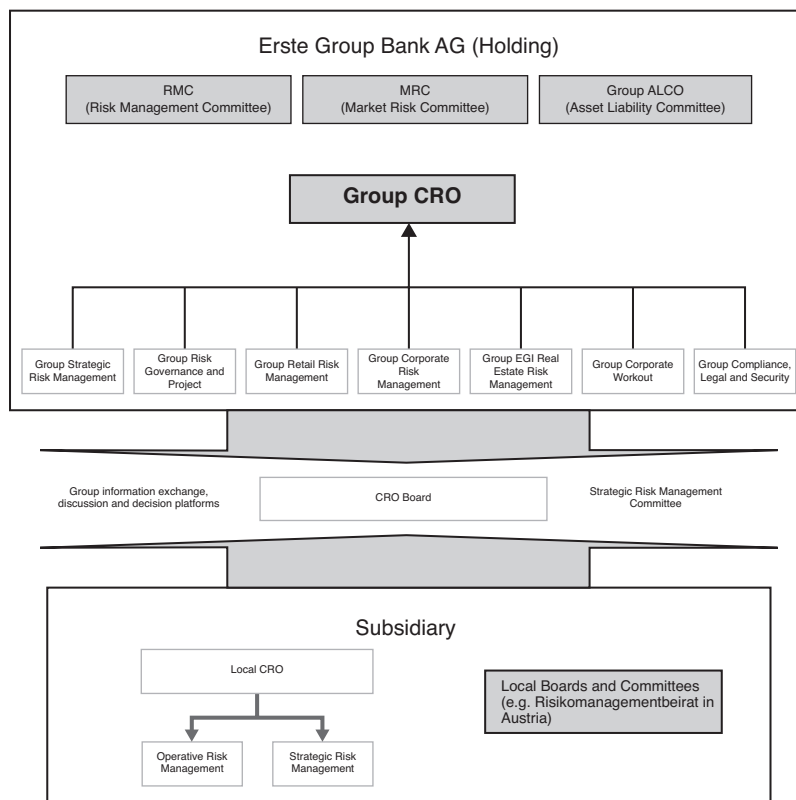 Erste Group Bank AG (Holding)
RMC
(Risk Management Committee)
MRC
(Market Risk Committee)
Group ALCO
(Asset Liability Committee)
Group CRO
Group Strategic
Risk Management
Group Risk
Governance and
Project
Group Retail Risk
Management
Group Corporate
Risk
Management
Group EGI Real
Estate Risk
Management
Group Corporate
Workout
Group Compliance,
Legal and Security
Group information exchange,
discussion and decision platforms
CRO Board
Strategic Risk Management
Committee
Subsidiary
Local CRO
Operative Risk
Management
Strategic Risk
Management
Local Boards and Committees
(e.g. Risikomanagementbeirat in
Austria)